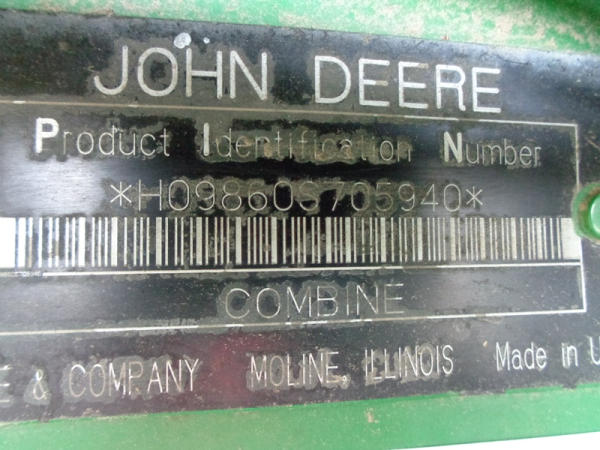 JOHN DEERE
Product Identification Number
*H09860S705940*
COMBINE
E & COMPANY MOLINE, ILLINOIS Made in U